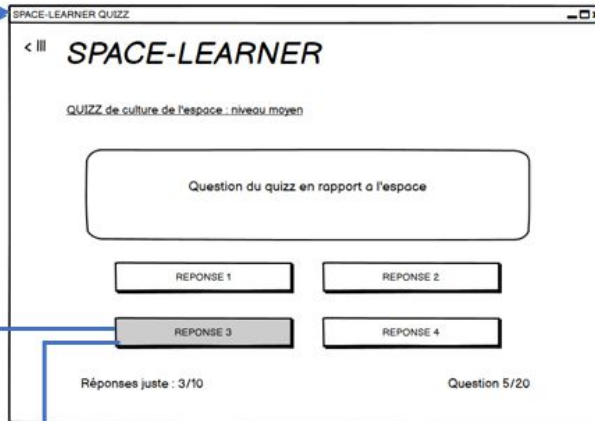 SPACE-LEARNER QUIZZ
SPACE-LEARNER
QUIZZ de culture de l'espace : niveau moyen
Question du quizz en rapport a l'espace
REPONSE 1
REPONSE 2
REPONSE 3
REPONSE 4
Réponses juste : 3/10
Question 5/20